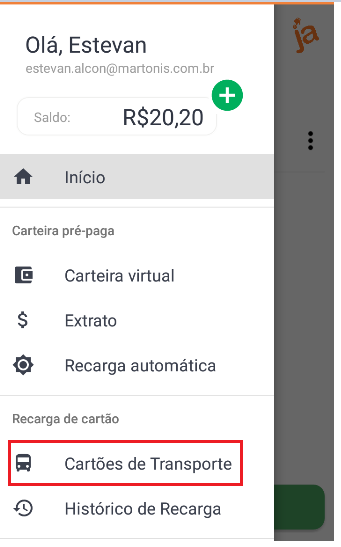 Olá, Estevan
estevan.alcon@martonis.com.br
Saldo: R$20,20
Início
Carteira pré-paga
Carteira virtual
Extrato
Recarga automática
Recarga de cartão
Cartões de Transporte
Histórico de Recarga
ja